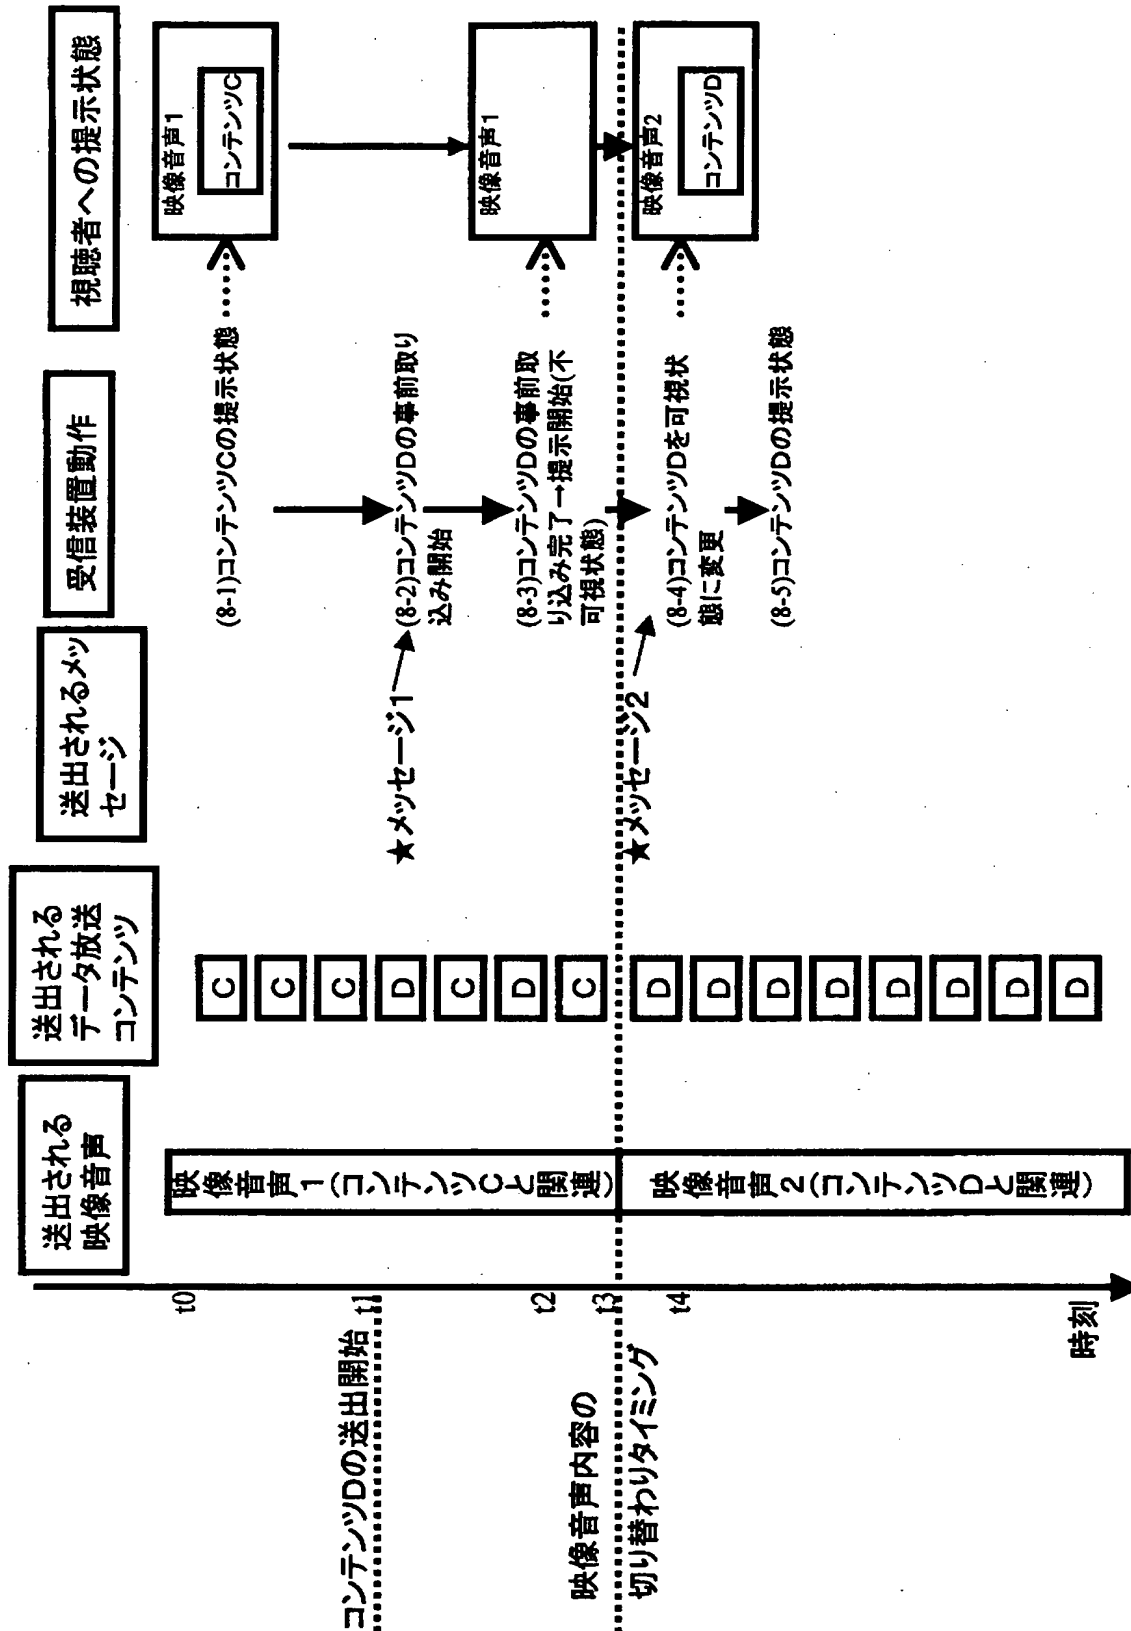 送出される
映像音声
送出される
データ放送
コンテンツ
送出されるメッ
セージ
受信装置動作
視聴者への提示状態
t0
t1
t2
t3
t4
時刻
コンテンツDの送出開始
映像音声内容の
切り替わりタイミング
映像音声1(コンテンツCと関連)
映像音声2(コンテンツDと関連)
C
C
C
D
C
D
C
D
D
D
D
D
D
D
D
★メッセージ1
★メッセージ2
(8-1)コンテンツCの提示状態
(8-2)コンテンツDの事前取り
込み開始
(8-3)コンテンツDの事前取
り込み完了→提示開始(不
可視状態)
(8-4)コンテンツDを可視状
態に変更
(8-5)コンテンツDの提示状態
映像音声1
コンテンツC
映像音声1
映像音声2
コンテンツD